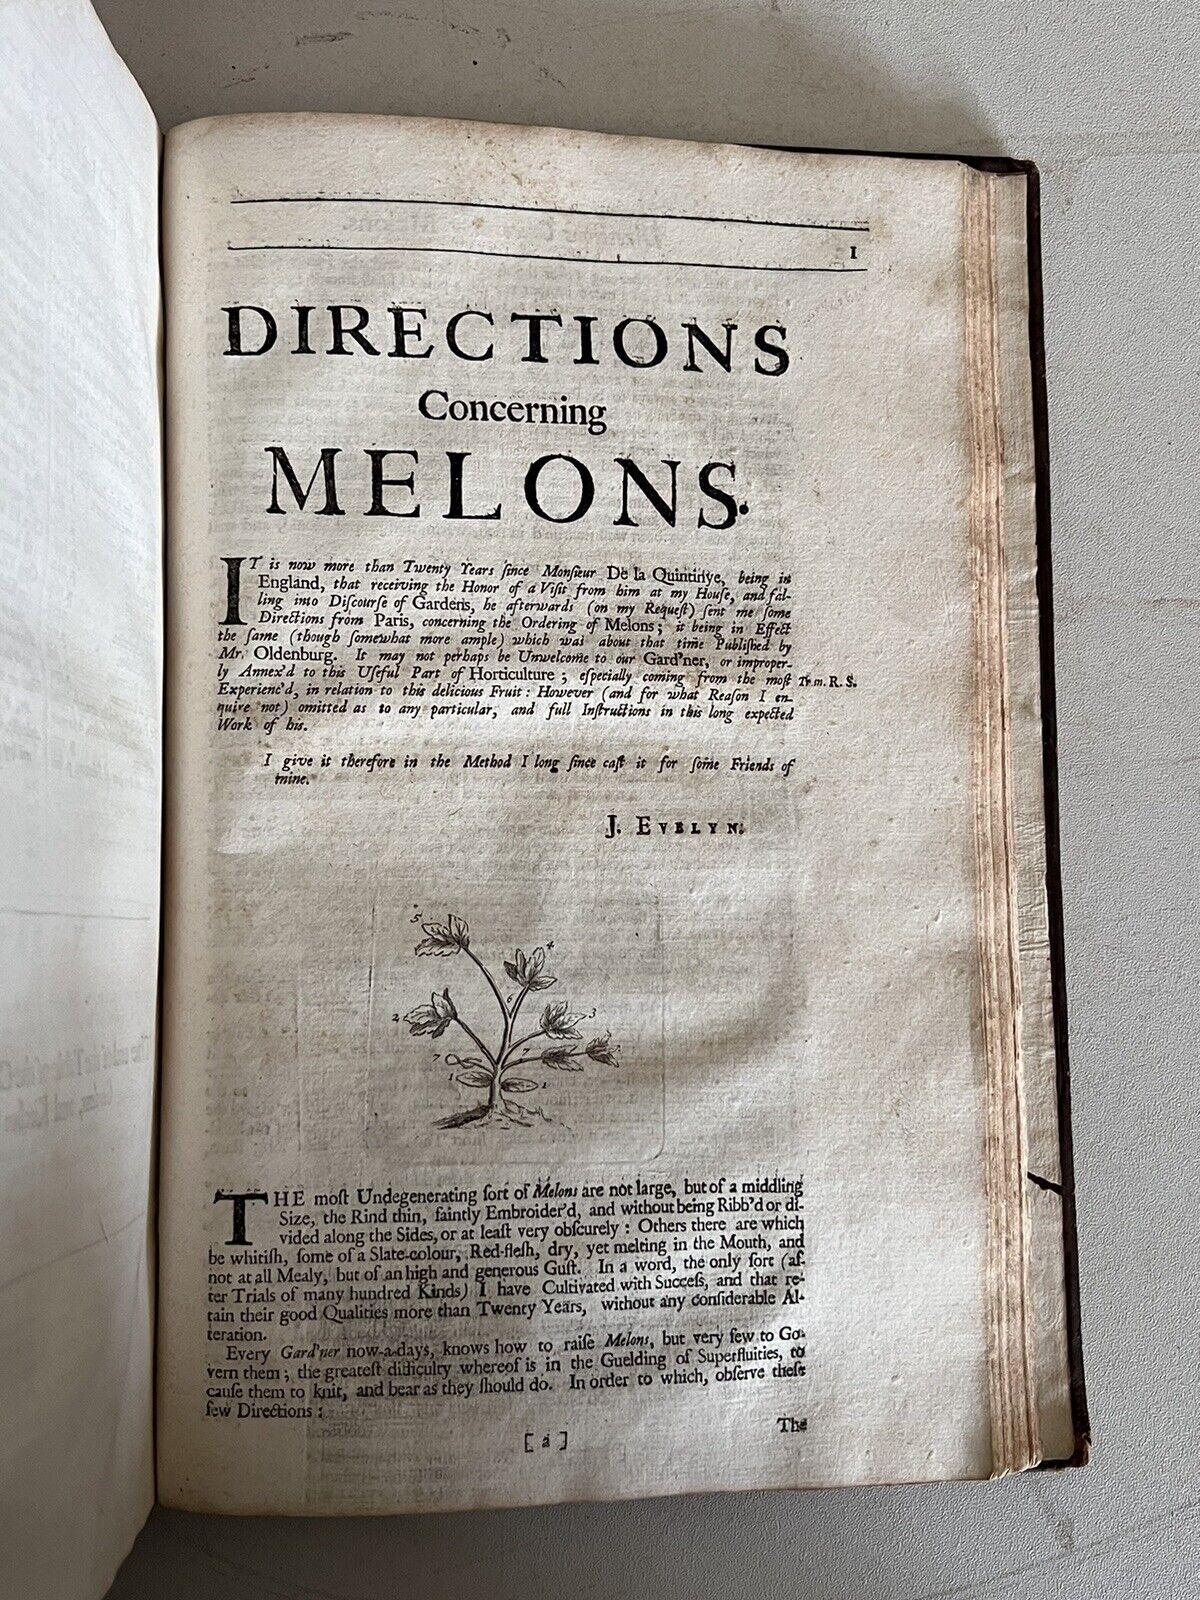 1
DIRECTIONS
Concerning
MELONS.
IT is now more than Twenty Years ſince Monſieur De la Quintinye, being in
England, that receiving the Honor of a Viſit from him at my Houſe, and fal-
ling into Diſcourſe of Gardens, he afterwards (on my Requeſt) ſent me ſome
Directions from Paris, concerning the Ordering of Melons; it being in Effect
the ſame (though ſomewhat more ample) which was about that time Publiſhed by
Mr. Oldenburg. It may not perhaps be Unwelcome to our Gard'ner, or improper-
ly Annex'd to this Uſeful Part of Horticulture; eſpecially coming from the moſt Tr. m. R. S.
Experienc'd, in relation to this delicious Fruit: However (and for what Reaſon I en-
quire not) omitted as to any particular, and full Inſtructions in this long expected
Work of his.
I give it therefore in the Method I long ſince caſt it for ſome Friends of
mine.
J. EVELYN.
5
4
6
2
3
7
7
1
1
THE moſt Undegenerating ſort of Melons are not large, but of a middling
Size, the Rind thin, faintly Embroider'd, and without being Ribb'd or di-
vided along the Sides, or at leaſt very obſcurely: Others there are which
be whitiſh, ſome of a Slate-colour, Red-fleſh, dry, yet melting in the Mouth, and
not at all Mealy, but of an high and generous Guſt. In a word, the only ſort (af-
ter Trials of many hundred Kinds) I have Cultivated with Succeſs, and that re-
tain their good Qualities more than Twenty Years, without any conſiderable Al-
teration.
Every Gard'ner now-a-days, knows how to raiſe Melons, but very few to Go-
vern them; the greateſt difficulty whereof is in the Guelding of Superfluities, to
cauſe them to knit, and bear as they ſhould do. In order to which, obſerve theſe
few Directions:
The
[ a ]